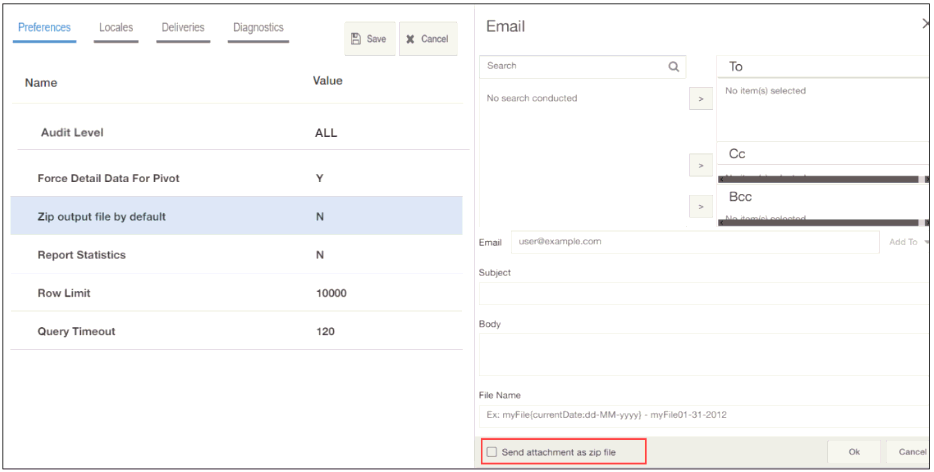 Preferences Locales Deliveries Diagnostics
Save Cancel
Name Value
Audit Level ALL
Force Detail Data For Pivot Y
Zip output file by default N
Report Statistics N
Row Limit 10000
Query Timeout 120
Email
Search
No search conducted
>
To
No item(s) selected
>
Cc
>
Bcc
No item(s) selected
Email user@example.com Add To
Subject
Body
File Name
Ex: myFile{currentDate:dd-MM-yyyy} - myFile01-31-2012
Send attachment as zip file
Ok Cancel